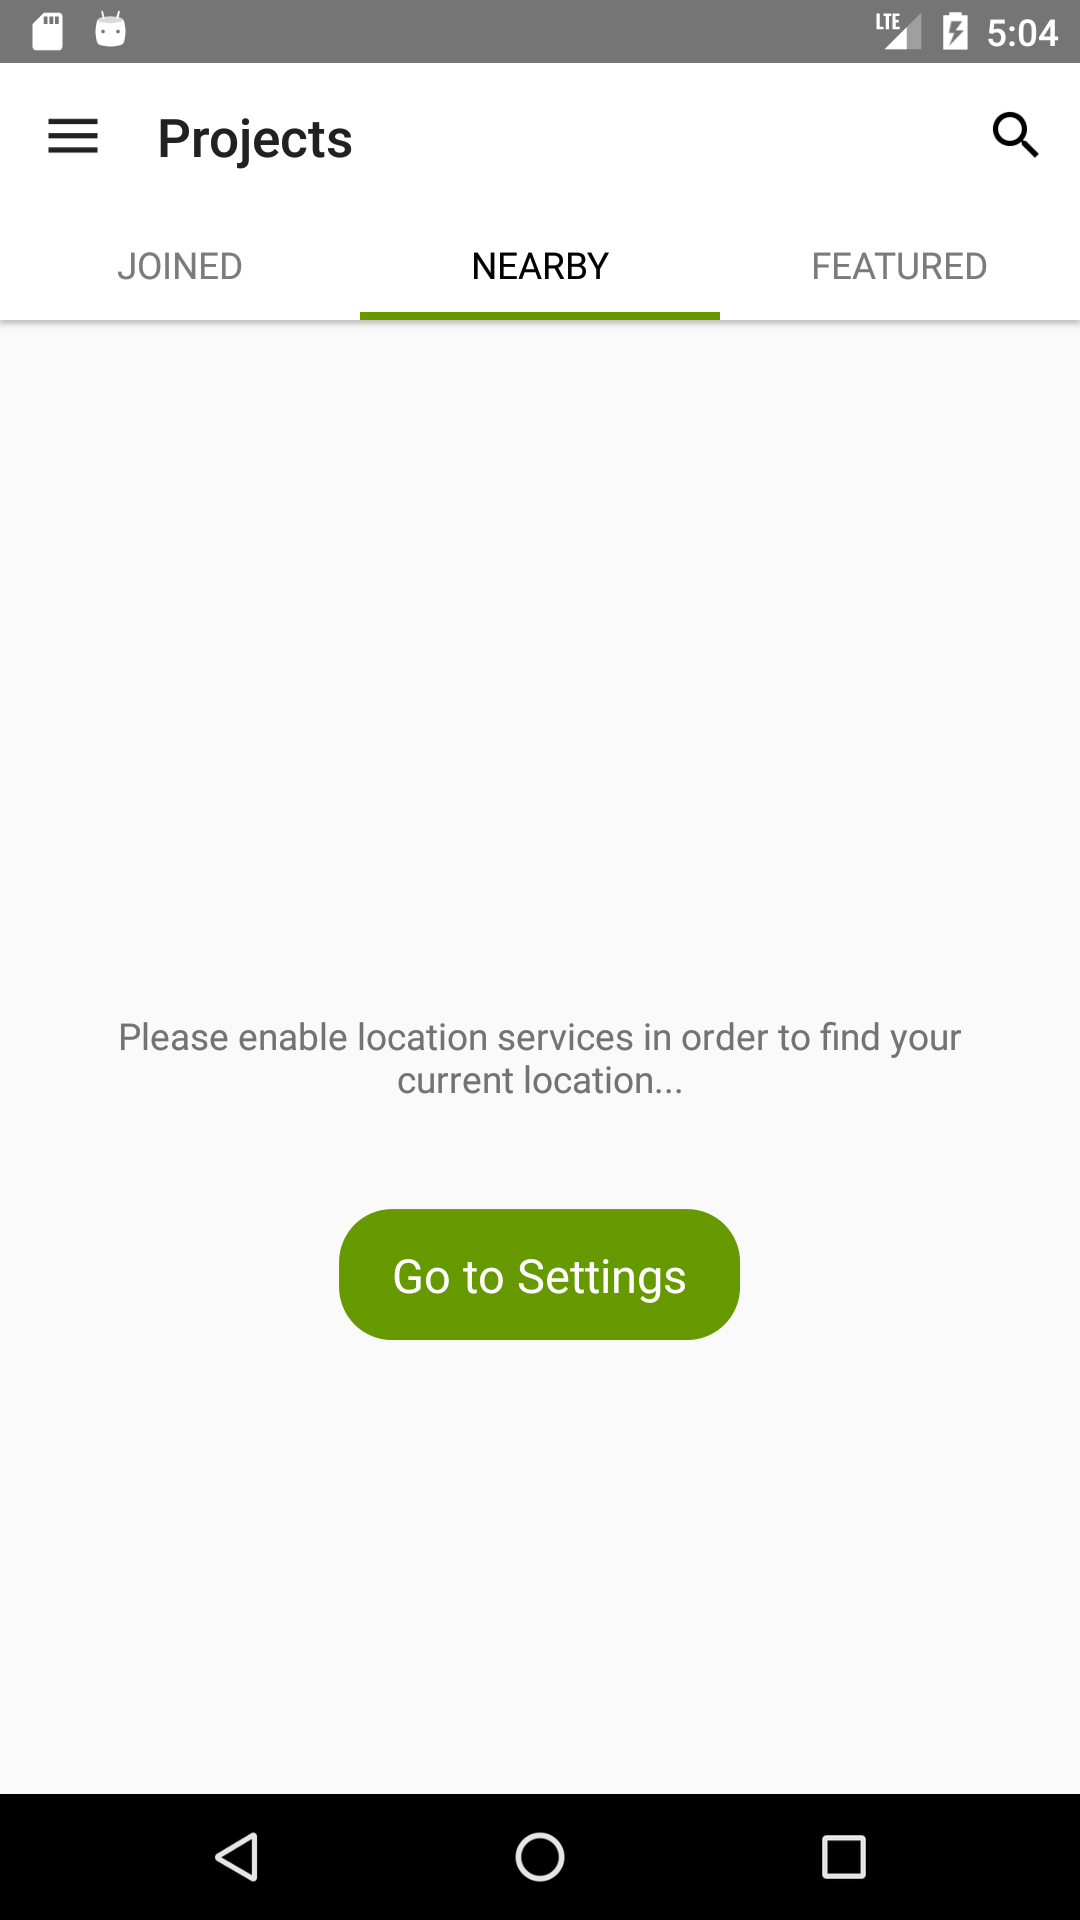 LTE 5:04
Projects
JOINED NEARBY FEATURED
Please enable location services in order to find your
current location...
Go to Settings